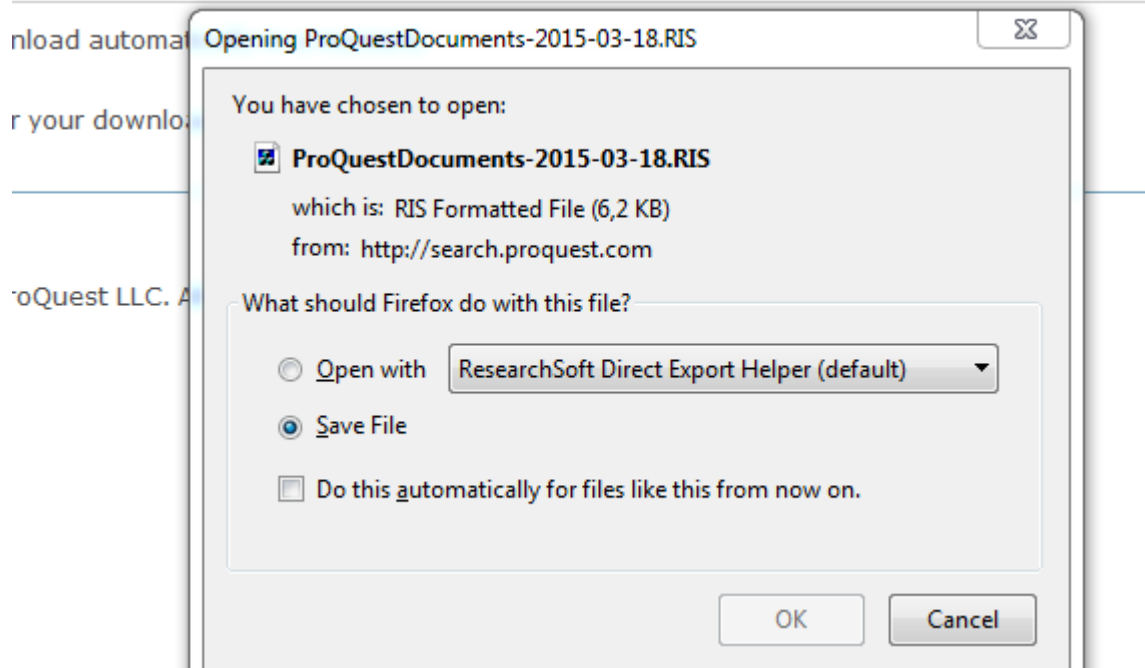 nload automat
Opening ProQuestDocuments-2015-03-18.RIS
You have chosen to open:
r your downloa
ProQuestDocuments-2015-03-18.RIS
which is: RIS Formatted File (6,2 KB)
from: http://search.proquest.com
roQuest LLC. A
What should Firefox do with this file?
Open with ResearchSoft Direct Export Helper (default)
Save File
Do this automatically for files like this from now on.
OK Cancel